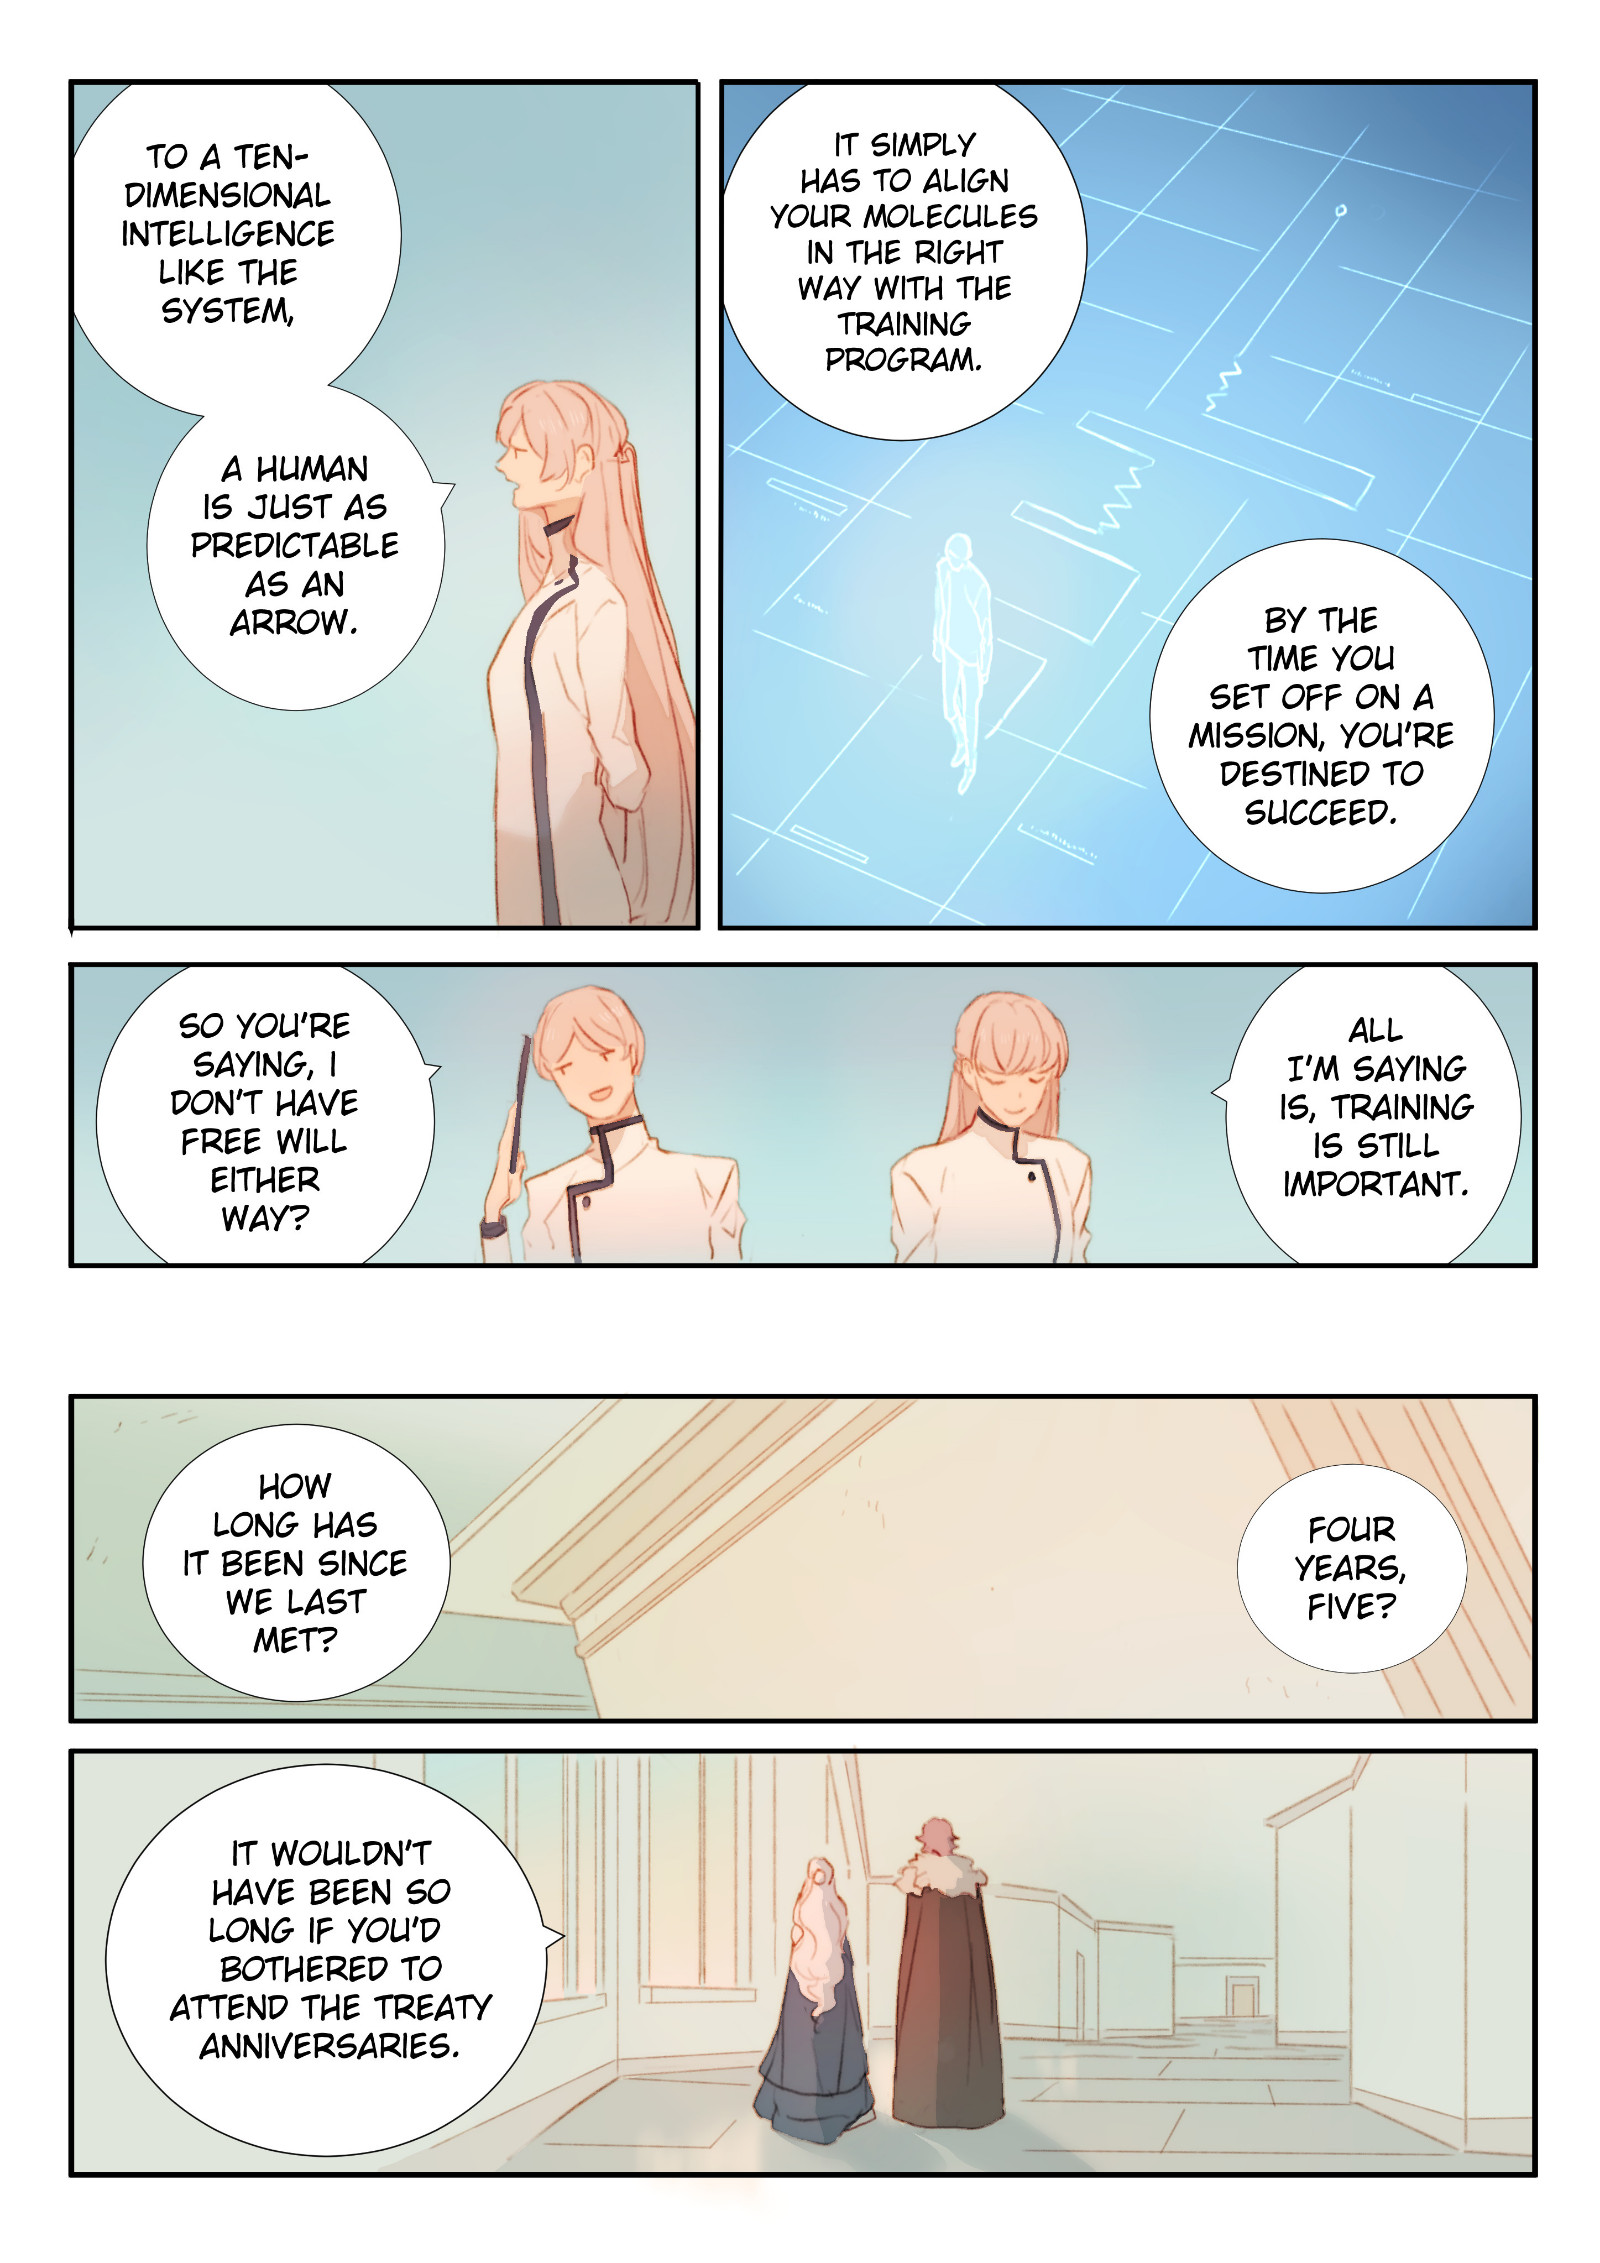 TO A TEN-
DIMENSIONAL
INTELLIGENCE
LIKE THE
SYSTEM,
A HUMAN
IS JUST AS
PREDICTABLE
AS AN
ARROW.
IT SIMPLY
HAS TO ALIGN
YOUR MOLECULES
IN THE RIGHT
WAY WITH THE
TRAINING
PROGRAM.
BY THE
TIME YOU
SET OFF ON A
MISSION, YOU'RE
DESTINED TO
SUCCEED.
SO YOU'RE
SAYING, I
DON'T HAVE
FREE WILL
EITHER
WAY?
ALL
I'M SAYING
IS, TRAINING
IS STILL
IMPORTANT.
HOW
LONG HAS
IT BEEN SINCE
WE LAST
MET?
FOUR
YEARS,
FIVE?
IT WOULDN'T
HAVE BEEN SO
LONG IF YOU'D
BOTHERED TO
ATTEND THE TREATY
ANNIVERSARIES.